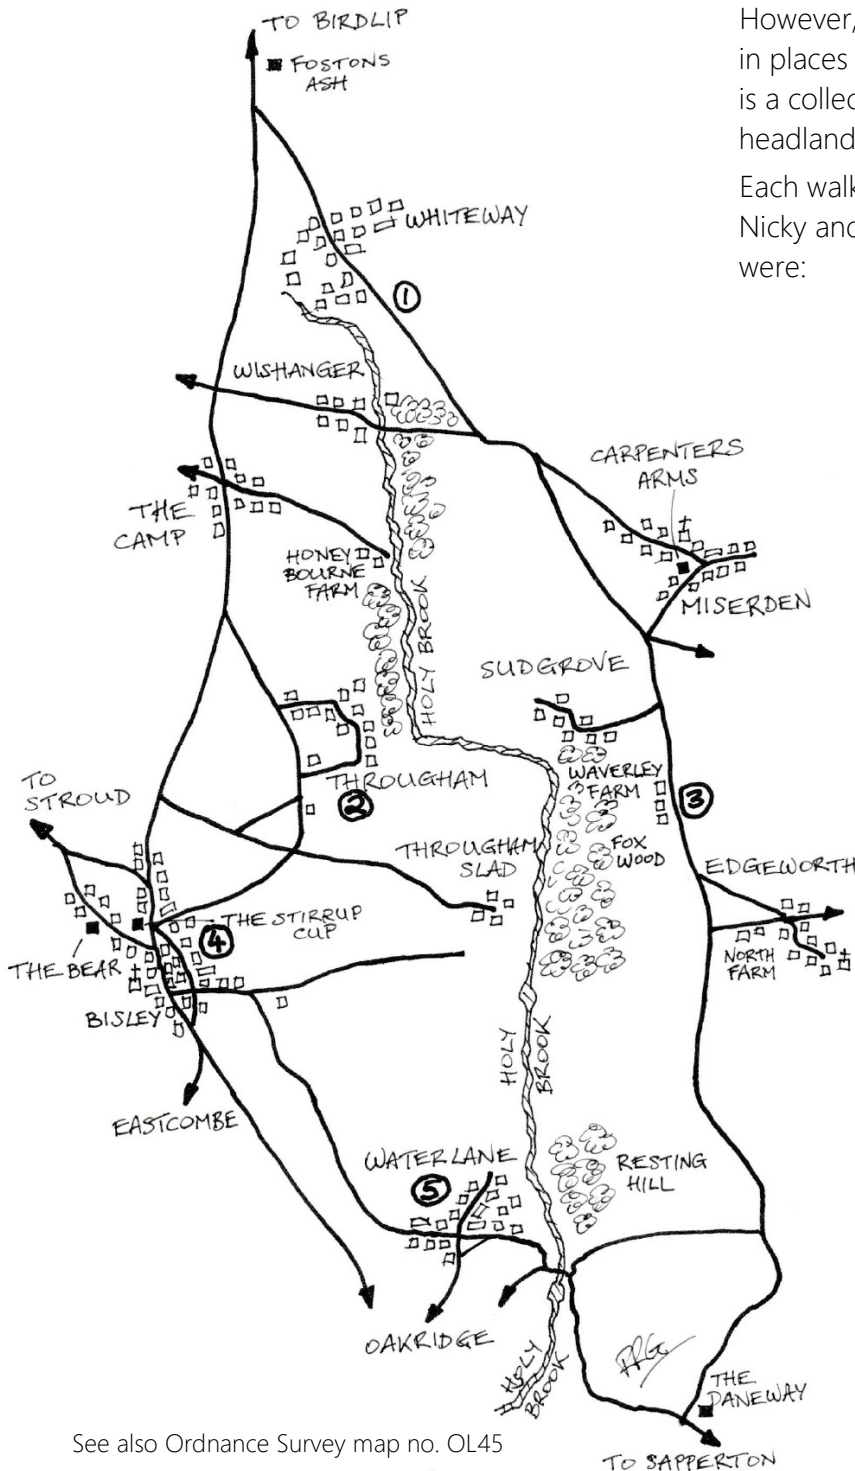 TO BIRDLIP
FOSTONS
ASH
However,
in places
is a collec
headland
Each walk
Nicky and
were:
WHITEWAY
1
WISHANGER
CARPENTERS
ARMS
THE
CAMP
HONEY
BOURNE
FARM
HOLY BROOK
MISERDEN
SUDGROVE
TO
STROUD
THROUGHAM
2
WAVERLEY
FARM
3
THROUGHAM
SLAD
FOX
WOOD
EDGEWORTH
THE STIRRUP
CUP
4
THE BEAR
BISLEY
NORTH
FARM
HOLY
BROOK
EASTCOMBE
WATERLANE
5
RESTING
HILL
OAKRIDGE
HOLY
BROOK
THE
DANEWAY
See also Ordnance Survey map no. OL45
TO SAPPERTON